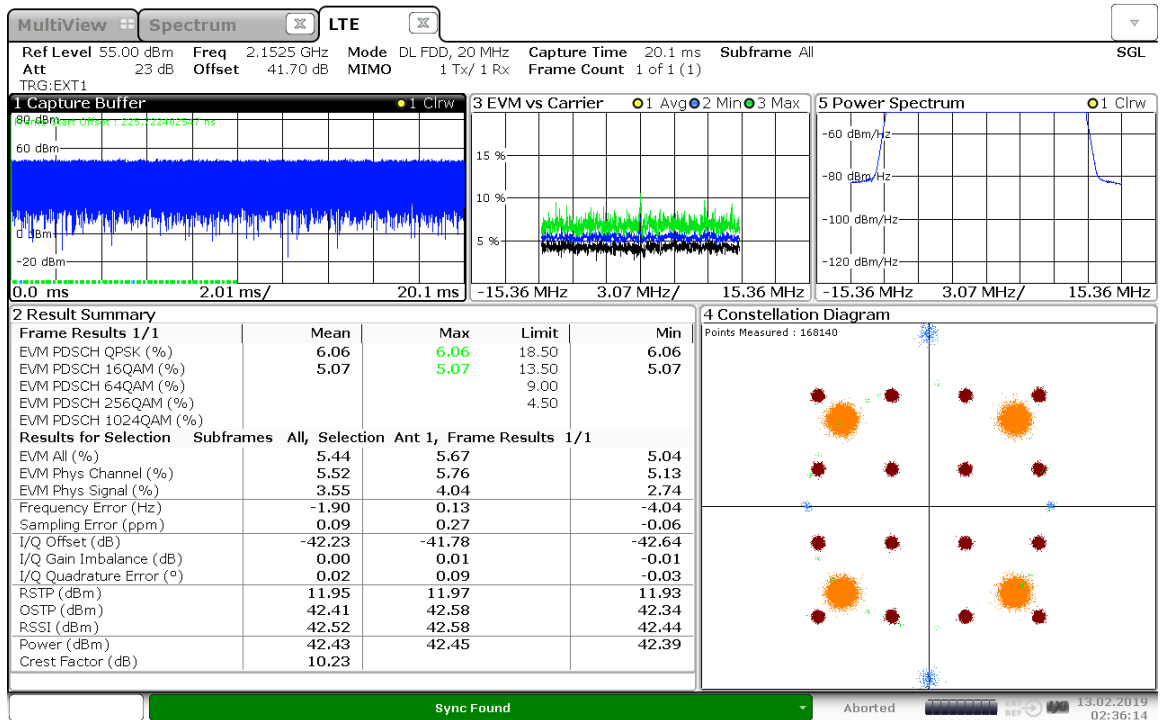 MultiView Spectrum LTE
Ref Level 55.00 dBm Freq 2.1525 GHz Mode DL FDD, 20 MHz Capture Time 20.1 ms Subframe All SGL
Att 23 dB Offset 41.70 dB MIMO 1 Tx/ 1 Rx Frame Count 1 of 1 (1)
TRG:EXT1
1 Capture Buffer 1 Clrw
80 dBm
Frame Start Offset : 225.322402547 ns
60 dBm
0 dBm
-20 dBm
0.0 ms 2.01 ms/ 20.1 ms
3 EVM vs Carrier 1 Avg 2 Min 3 Max
15 %
10 %
5 %
-15.36 MHz 3.07 MHz/ 15.36 MHz
5 Power Spectrum 1 Clrw
-60 dBm/Hz
-80 dBm/Hz
-100 dBm/Hz
-120 dBm/Hz
-15.36 MHz 3.07 MHz/ 15.36 MHz
2 Result Summary
Frame Results 1/1 Mean Max Limit Min
EVM PDSCH QPSK (%) 6.06 6.06 18.50 6.06
EVM PDSCH 16QAM (%) 5.07 5.07 13.50 5.07
EVM PDSCH 64QAM (%) 9.00
EVM PDSCH 256QAM (%) 4.50
EVM PDSCH 1024QAM (%)
Results for Selection Subframes All, Selection Ant 1, Frame Results 1/1
EVM All (%) 5.44 5.67 5.04
EVM Phys Channel (%) 5.52 5.76 5.13
EVM Phys Signal (%) 3.55 4.04 2.74
Frequency Error (Hz) -1.90 0.13 -4.04
Sampling Error (ppm) 0.09 0.27 -0.06
I/Q Offset (dB) -42.23 -41.78 -42.64
I/Q Gain Imbalance (dB) 0.00 0.01 -0.01
I/Q Quadrature Error (°) 0.02 0.09 -0.03
RSTP (dBm) 11.95 11.97 11.93
OSTP (dBm) 42.41 42.58 42.34
RSSI (dBm) 42.52 42.58 42.44
Power (dBm) 42.43 42.45 42.39
Crest Factor (dB) 10.23
4 Constellation Diagram
Points Measured : 168140
Sync Found Aborted EXT REF 13.02.2019
02:36:14